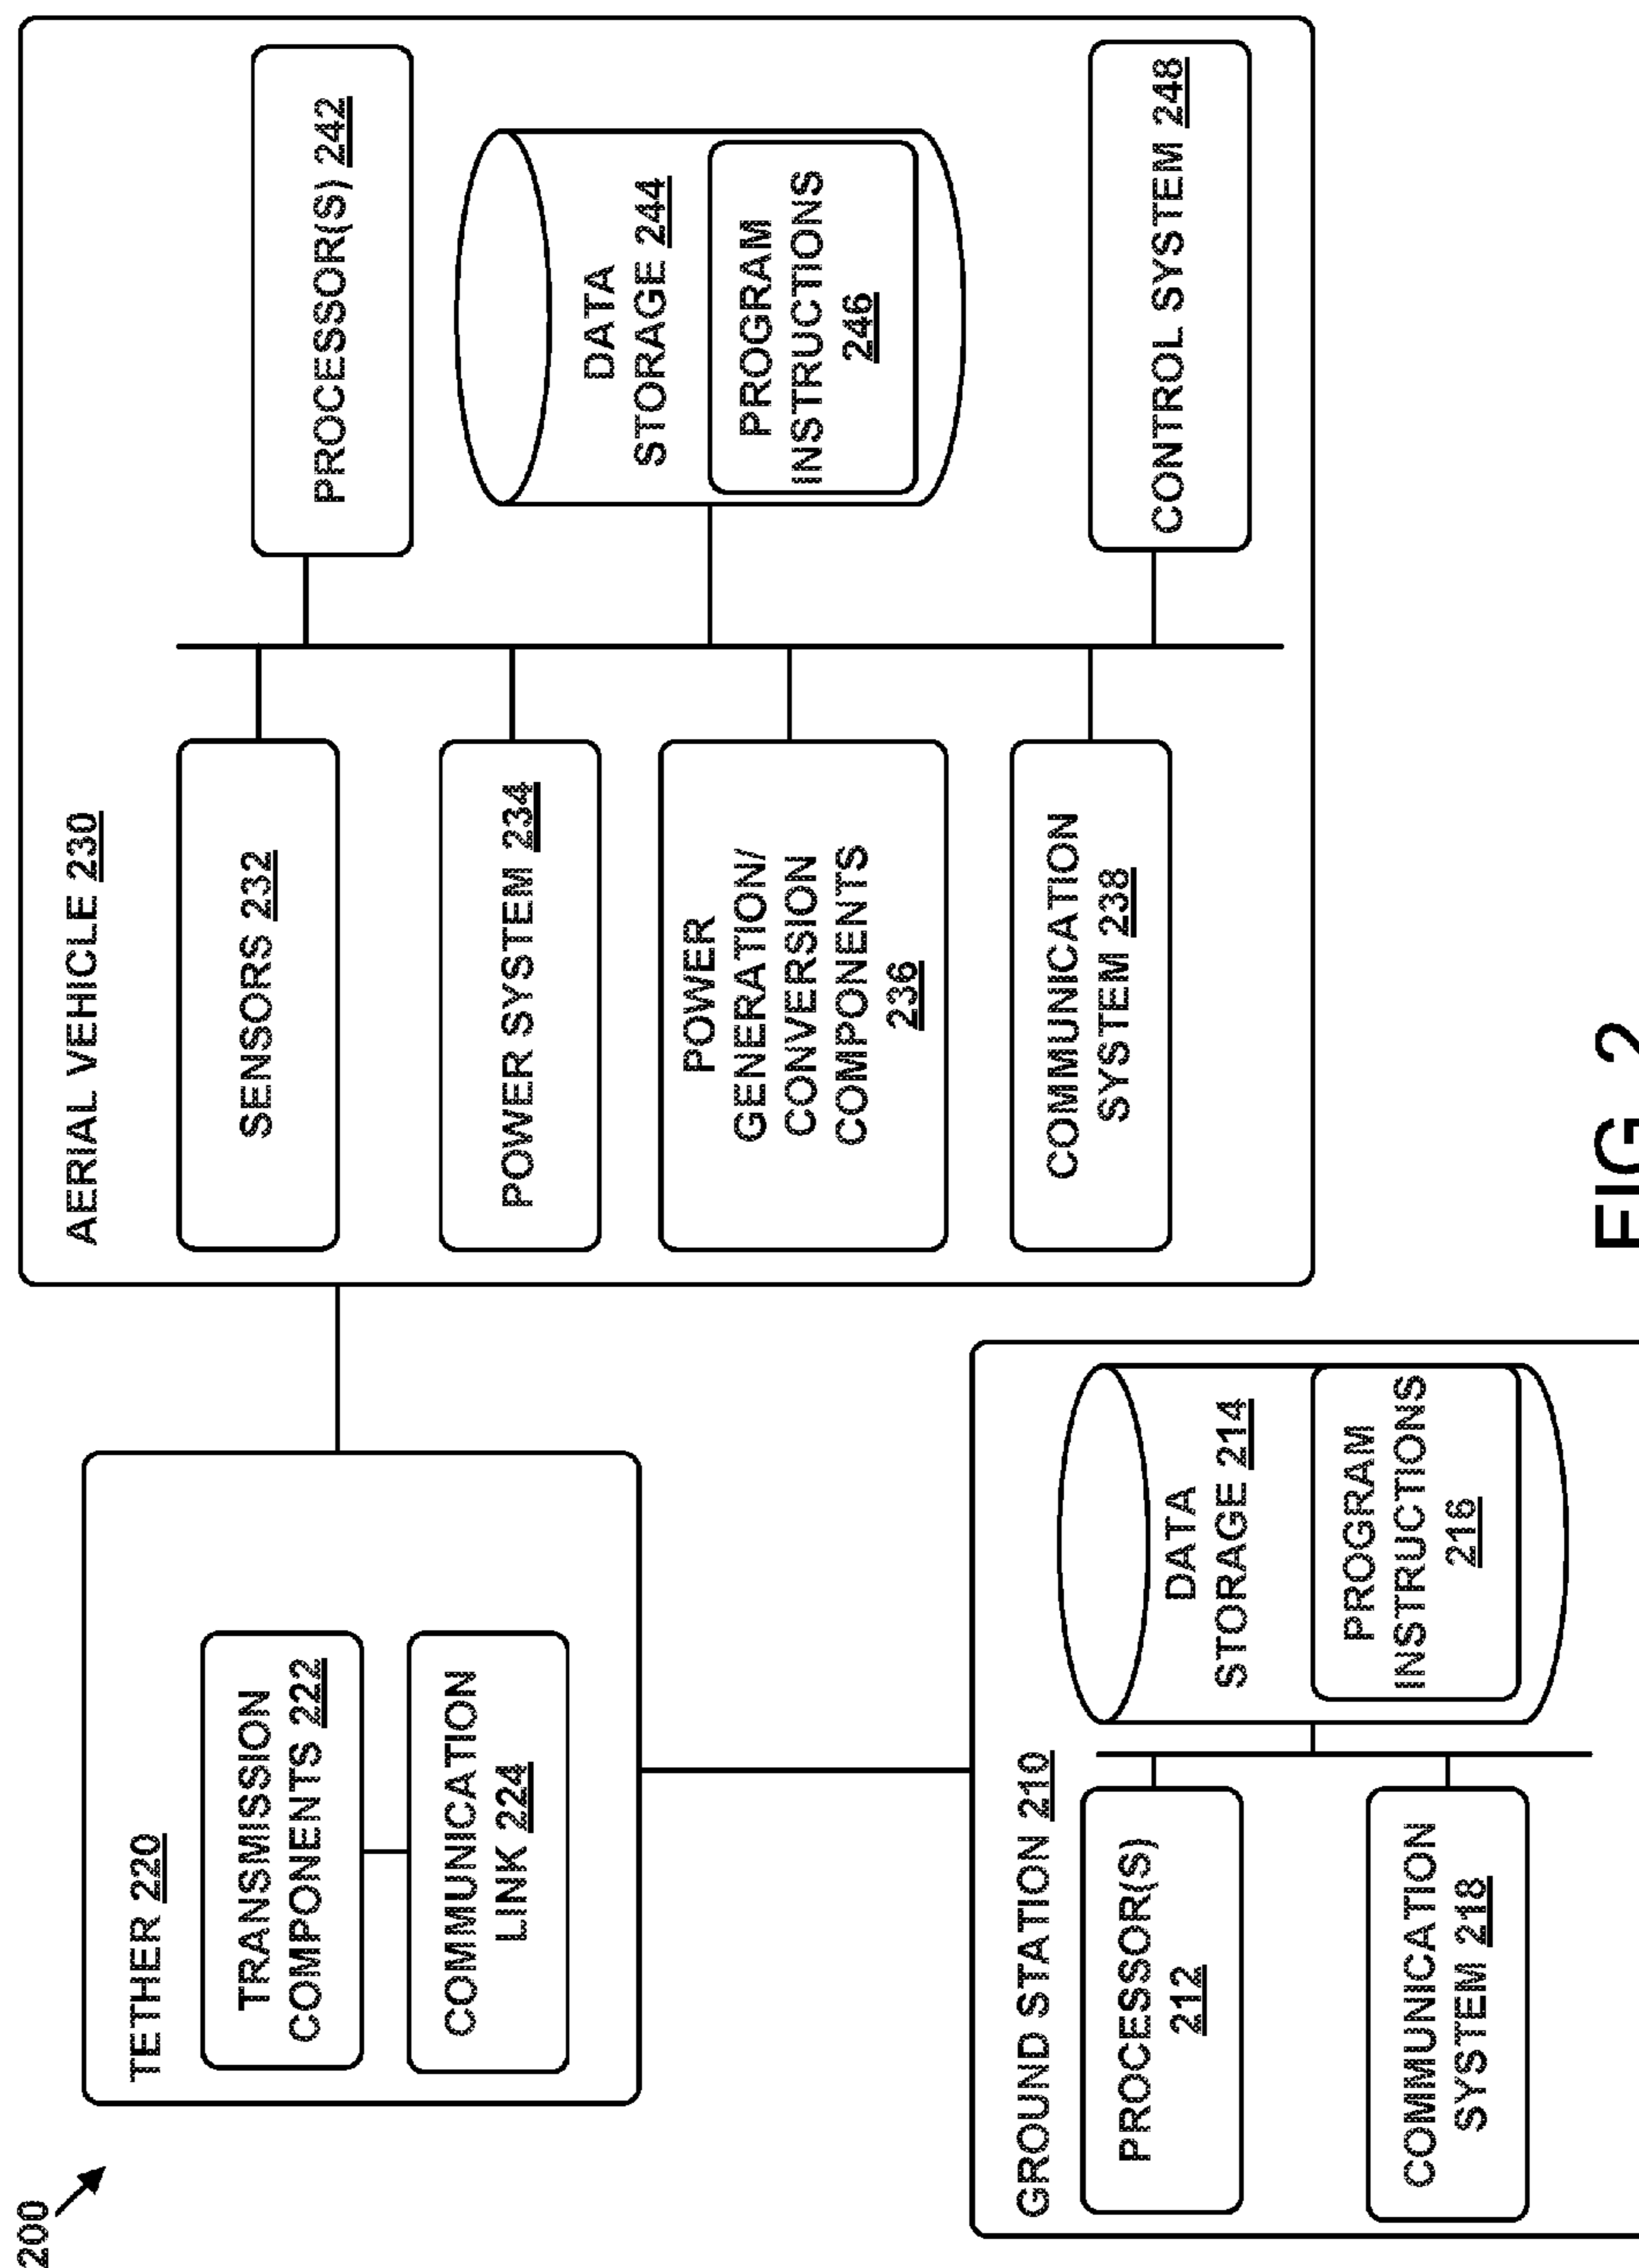 200
TETHER 220
TRANSMISSION
COMPONENTS 222
COMMUNICATION
LINK 224
GROUND STATION 210
PROCESSOR(S)
212
COMMUNICATION
SYSTEM 218
DATA
STORAGE 214
PROGRAM
INSTRUCTIONS
216
AERIAL VEHICLE 230
SENSORS 232
POWER SYSTEM 234
POWER
GENERATION/
CONVERSION
COMPONENTS
236
COMMUNICATION
SYSTEM 238
PROCESSOR(S) 242
DATA
STORAGE 244
PROGRAM
INSTRUCTIONS
246
CONTROL SYSTEM 248
FIG. 2